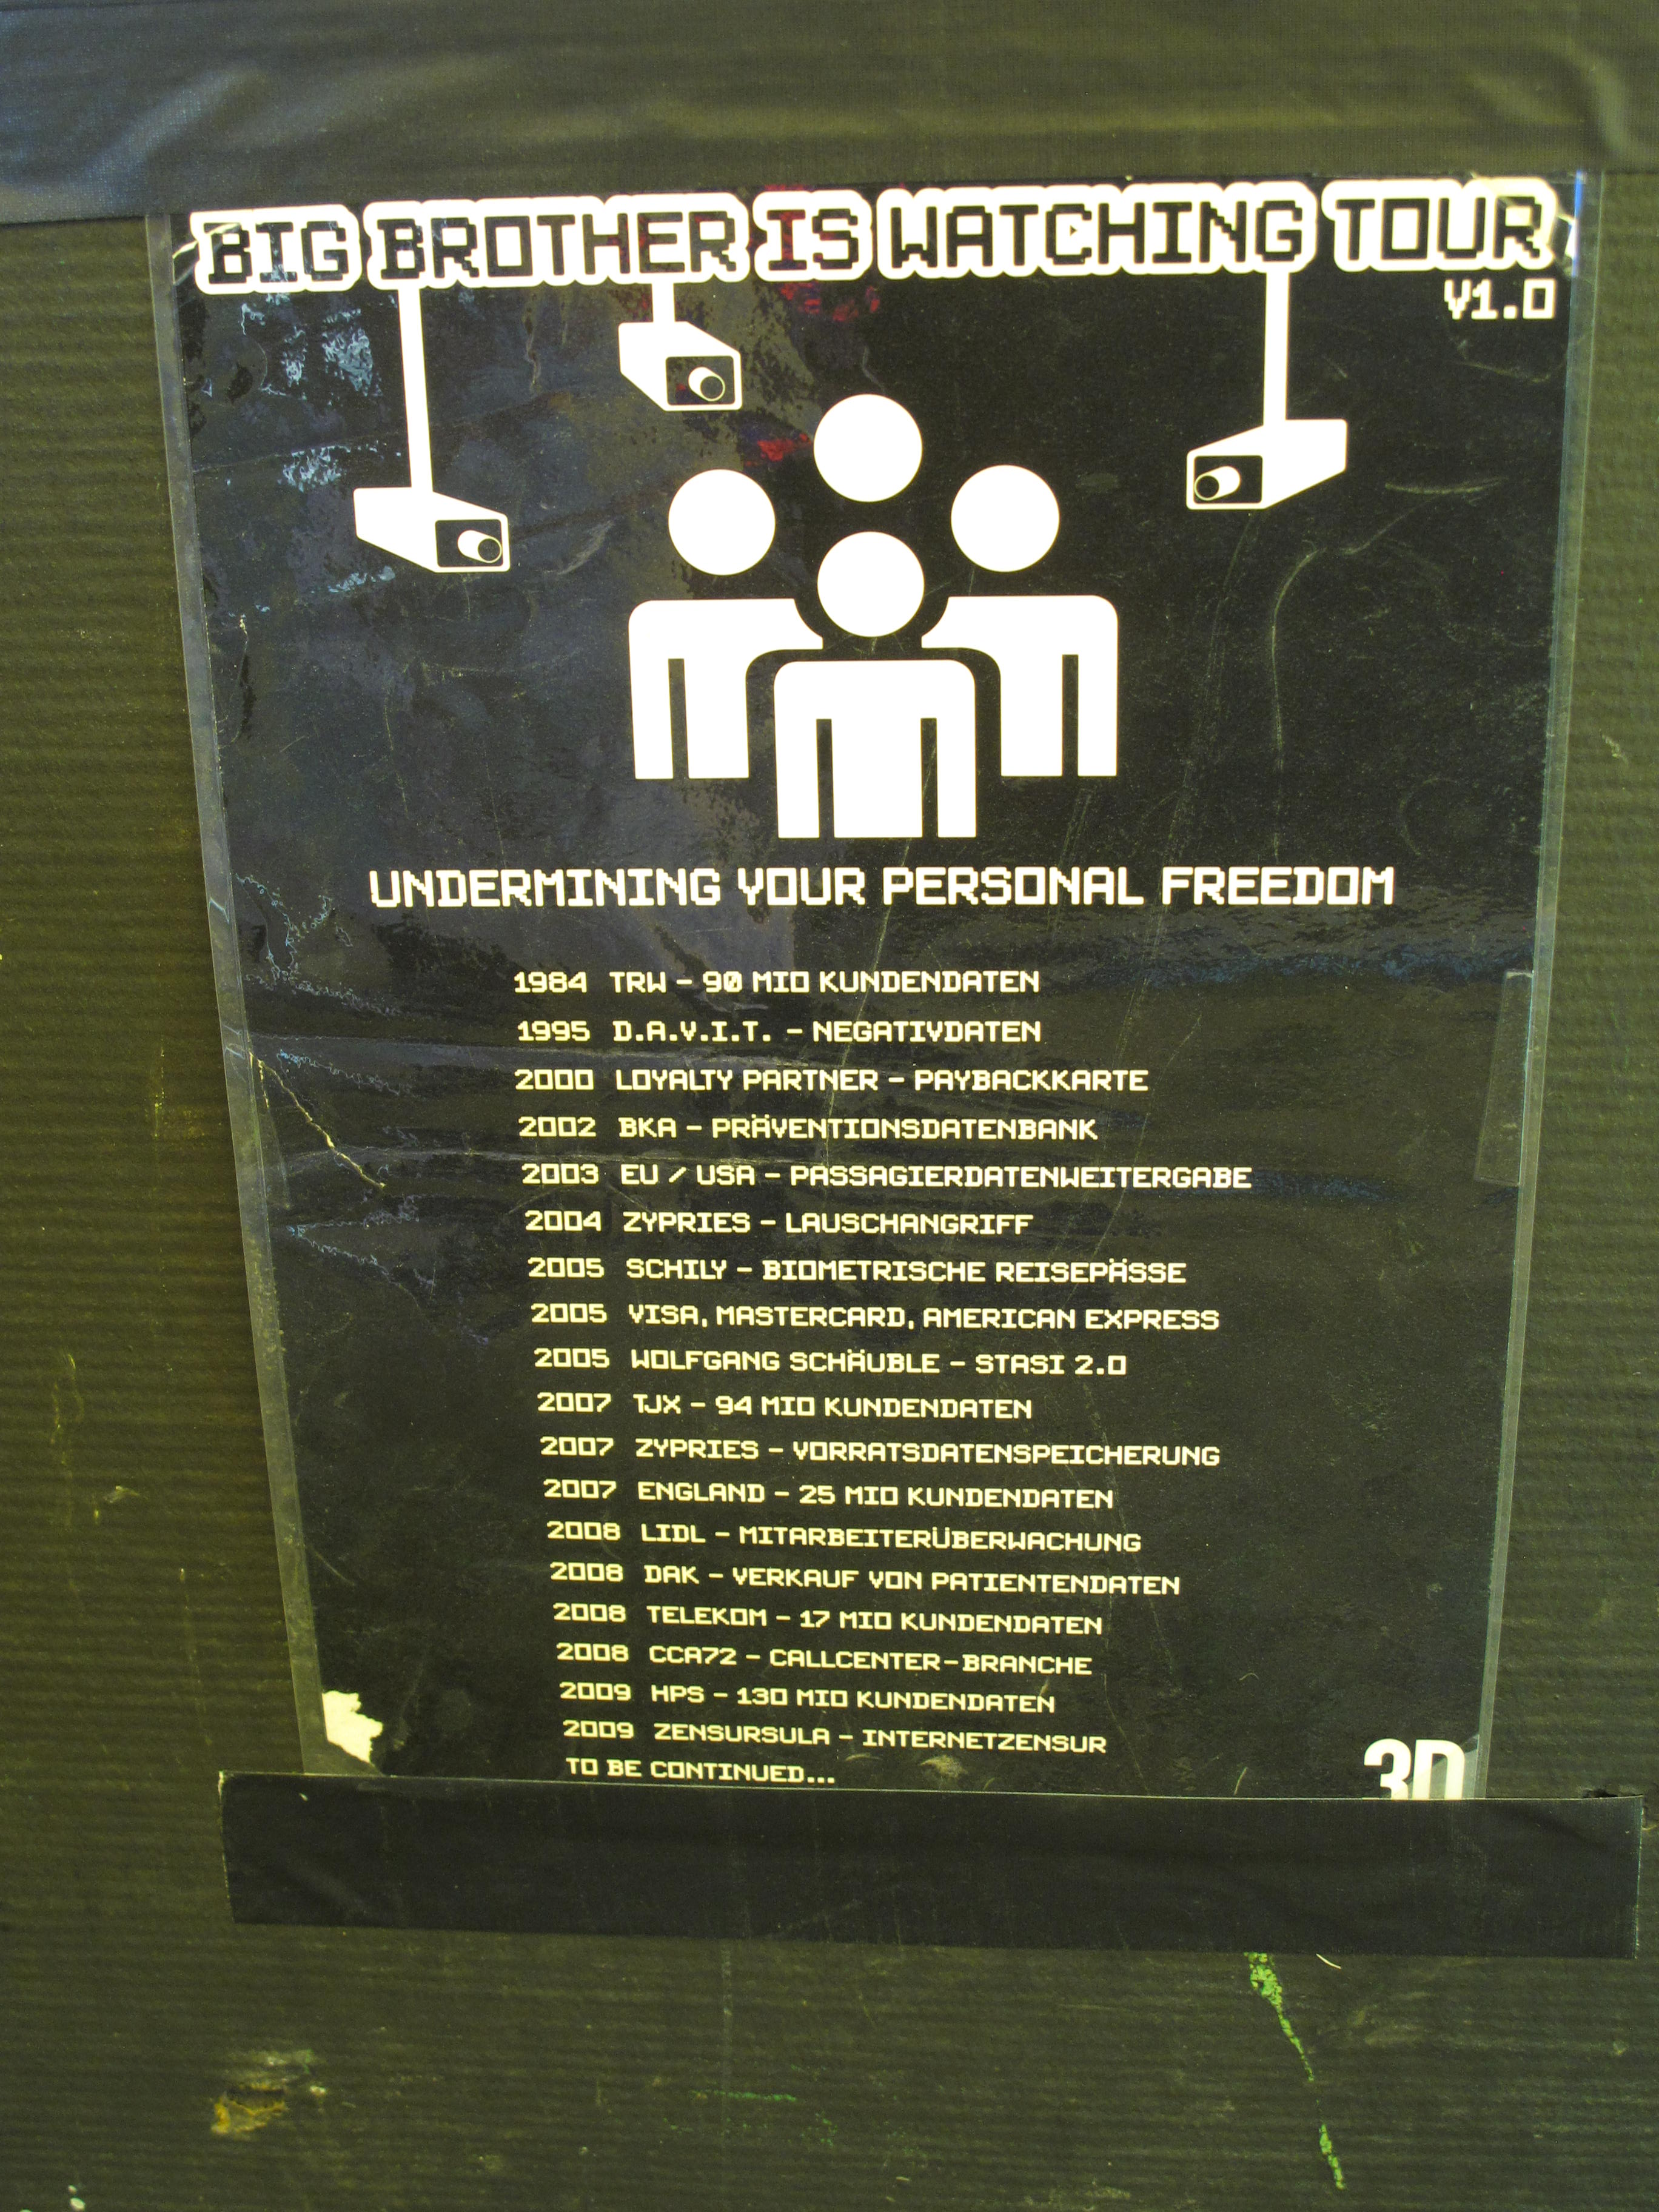 BIG BROTHER IS WATCHING TOUR
V1.0
UNDERMINING YOUR PERSONAL FREEDOM
1984 TRW - 90 MIO KUNDENDATEN
1995 D.A.V.I.T. - NEGATIVDATEN
2000 LOYALTY PARTNER - PAYBACKKARTE
2002 BKA - PRÄVENTIONSDATENBANK
2003 EU / USA - PASSAGIERDATENWEITERGABE
2004 ZYPRIES - LAUSCHANGRIFF
2005 SCHILY - BIOMETRISCHE REISEPÄSSE
2005 VISA, MASTERCARD, AMERICAN EXPRESS
2005 WOLFGANG SCHÄUBLE - STASI 2.0
2007 TJX - 94 MIO KUNDENDATEN
2007 ZYPRIES - VORRATSDATENSPEICHERUNG
2007 ENGLAND - 25 MIO KUNDENDATEN
2008 LIDL - MITARBEITERÜBERWACHUNG
2008 DAK - VERKAUF VON PATIENTENDATEN
2008 TELEKOM - 17 MIO KUNDENDATEN
2008 CCA72 - CALLCENTER-BRANCHE
2009 HPS - 130 MIO KUNDENDATEN
2009 ZENSURSULA - INTERNETZENSUR
TO BE CONTINUED...
3D